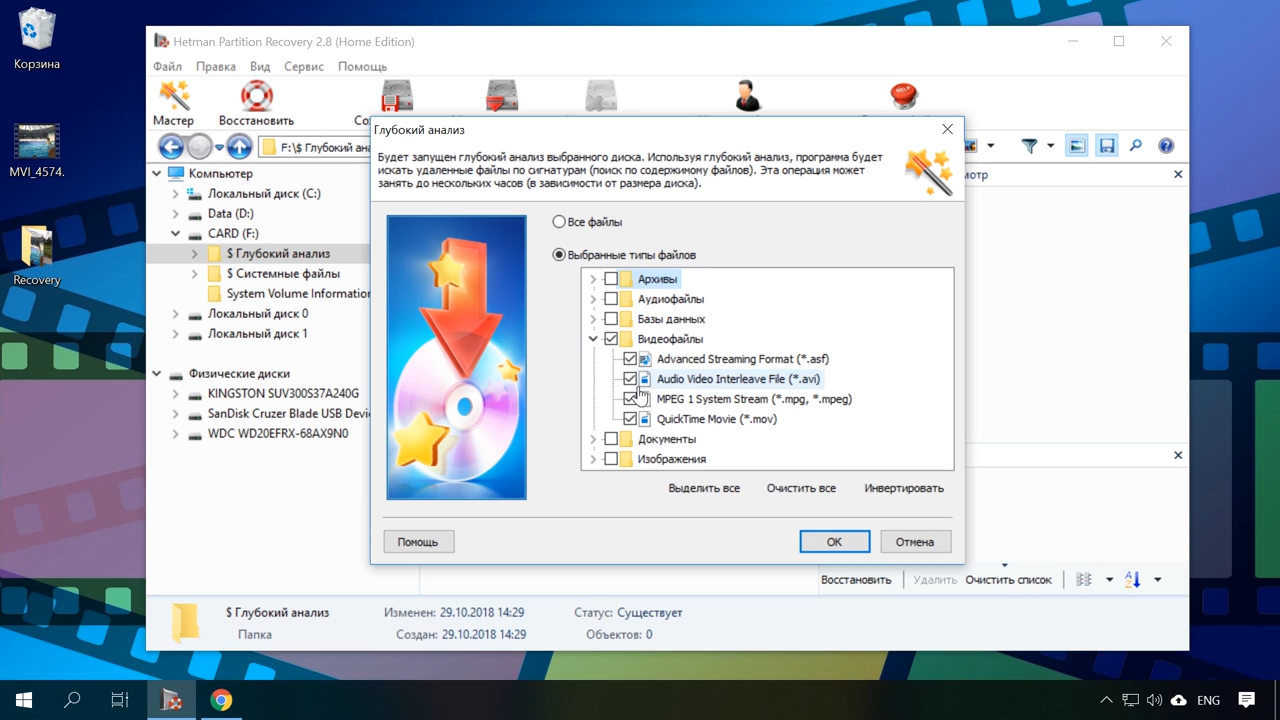 Корзина
MVI_4574.
Recovery
Hetman Partition Recovery 2.8 (Home Edition)
Файл Правка Вид Сервис Помощь
Мастер Восстановить
HELP
F:\$ Глубокий
Компьютер
Локальный диск (C:)
Data (D:)
CARD (F:)
$ Глубокий анализ
$ Системные файлы
System Volume Information
Локальный диск 0
Локальный диск 1
Физические диски
KINGSTON SUV300S37A240G
SanDisk Cruzer Blade USB
WDC WD20EFRX-68AX9N0
Глубокий анализ
Будет запущен глубокий анализ выбранного диска. Используя глубокий анализ, программа будет
искать удаленные файлы по сигнатурам (поиск по содержимому файлов). Эта операция может
занять до нескольких часов (в зависимости от размера диска).
Все файлы
Выбранные типы файлов
Архивы
Аудиофайлы
Базы данных
Видеофайлы
Advanced Streaming Format (*.asf)
Audio Video Interleave File (*.avi)
MPEG 1 System Stream (*.mpg, *.mpeg)
QuickTime Movie (*.mov)
Документы
Изображения
Выделить все Очистить все Инвертировать
Помощь OK Отмена
Восстановить Удалить Очистить список
$ Глубокий анализ Изменен: 29.10.2018 14:29 Статус: Существует
Папка Создан: 29.10.2018 14:29 Объектов: 0
ENG